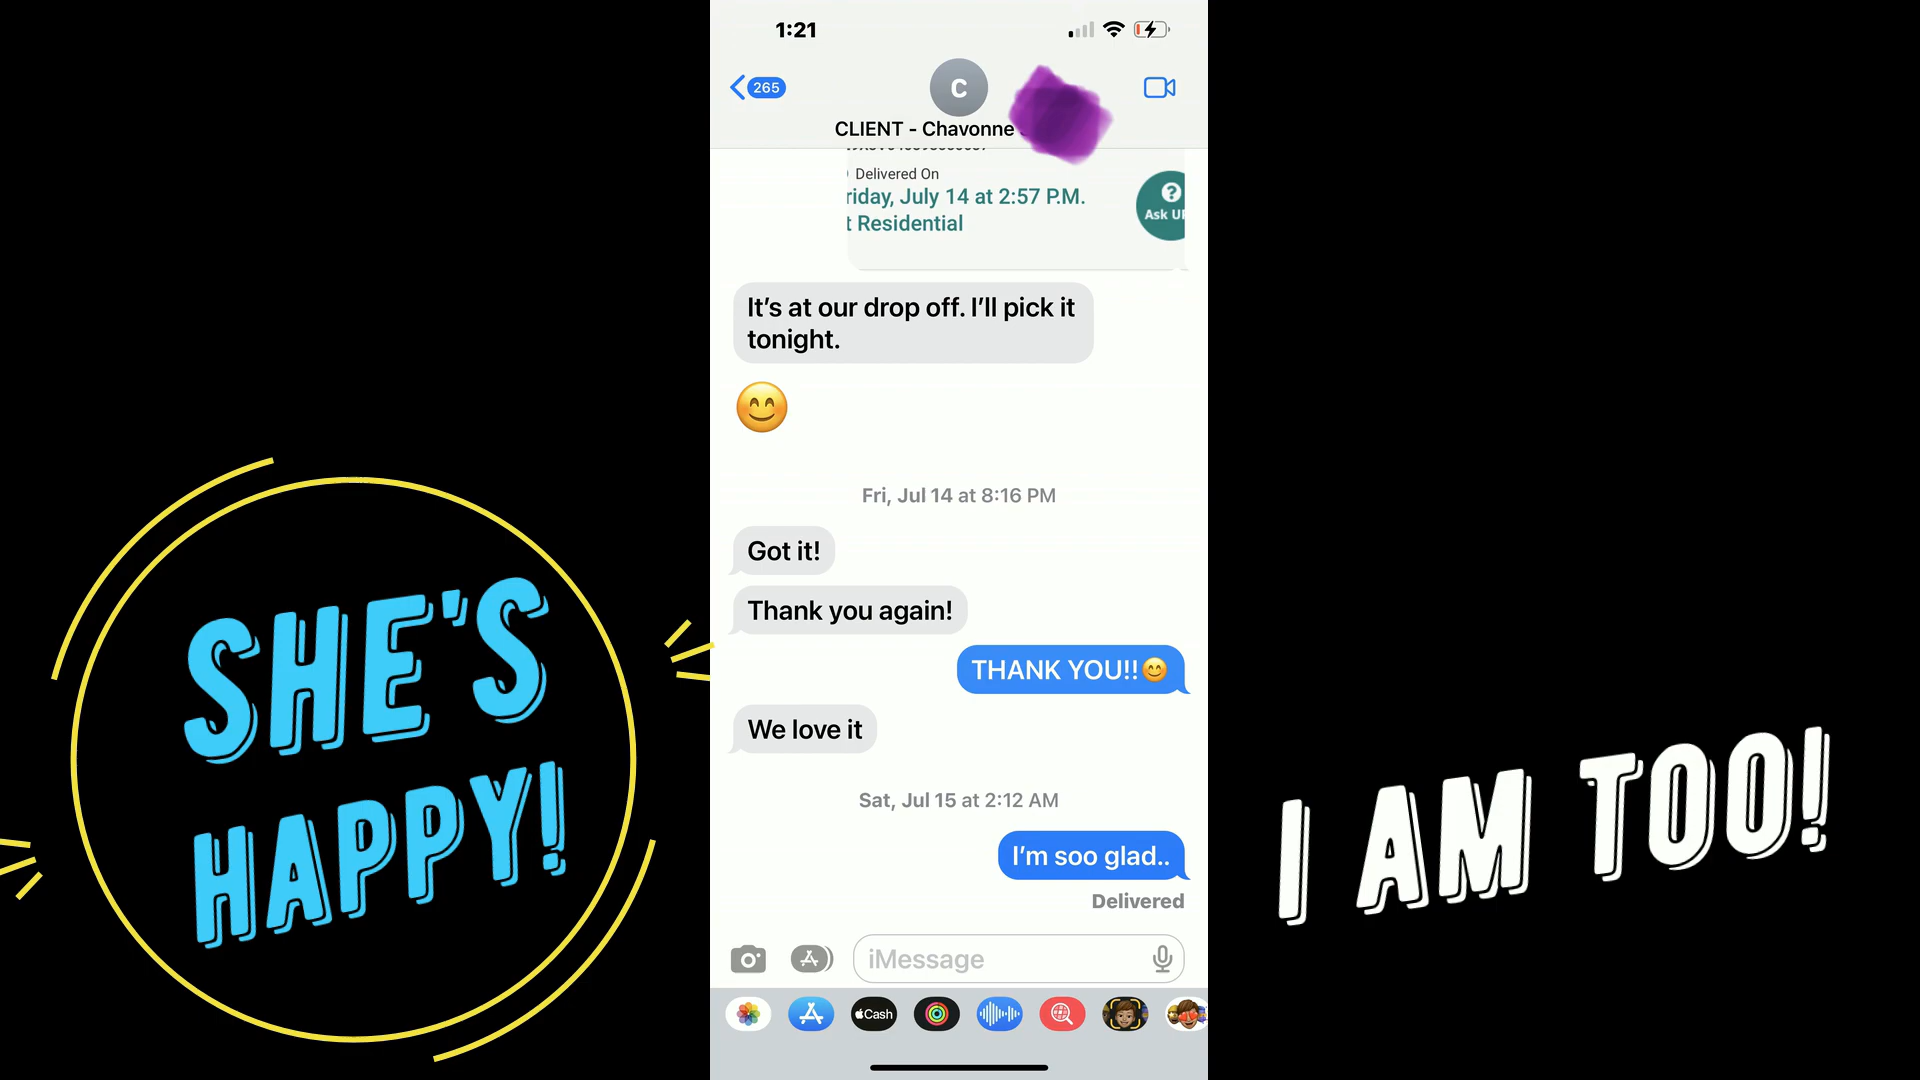 1:21
265
C
CLIENT - Chavonne
Delivered On
riday, July 14 at 2:57 P.M.
t Residential
Ask UP
It’s at our drop off. I’ll pick it
tonight.
Fri, Jul 14 at 8:16 PM
Got it!
Thank you again!
THANK YOU!!😊
We love it
Sat, Jul 15 at 2:12 AM
I’m soo glad..
Delivered
iMessage
Cash
SHE'S
HAPPY!
I AM TOO!